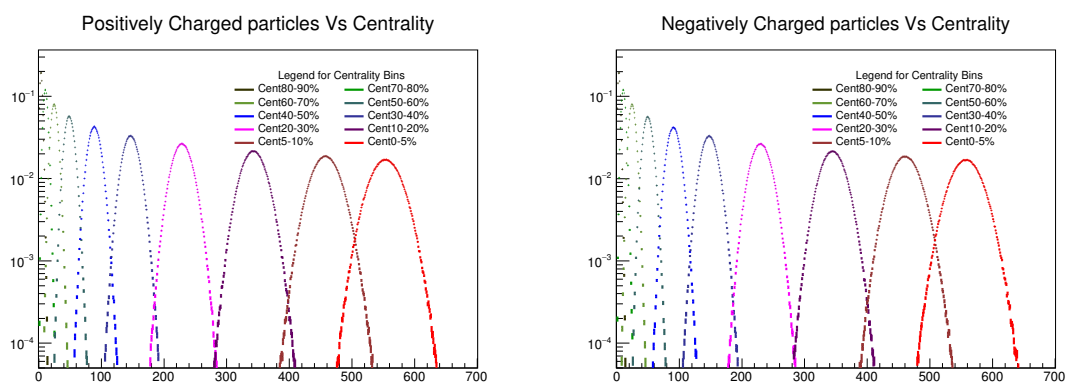 Positively Charged particles Vs Centrality
Legend for Centrality Bins
Cent80-90% Cent70-80%
Cent60-70% Cent50-60%
Cent40-50% Cent30-40%
Cent20-30% Cent10-20%
Cent5-10% Cent0-5%
10⁻¹
10⁻²
10⁻³
10⁻⁴
0 100 200 300 400 500 600 700
Negatively Charged particles Vs Centrality
Legend for Centrality Bins
Cent80-90% Cent70-80%
Cent60-70% Cent50-60%
Cent40-50% Cent30-40%
Cent20-30% Cent10-20%
Cent5-10% Cent0-5%
10⁻¹
10⁻²
10⁻³
10⁻⁴
0 100 200 300 400 500 600 700